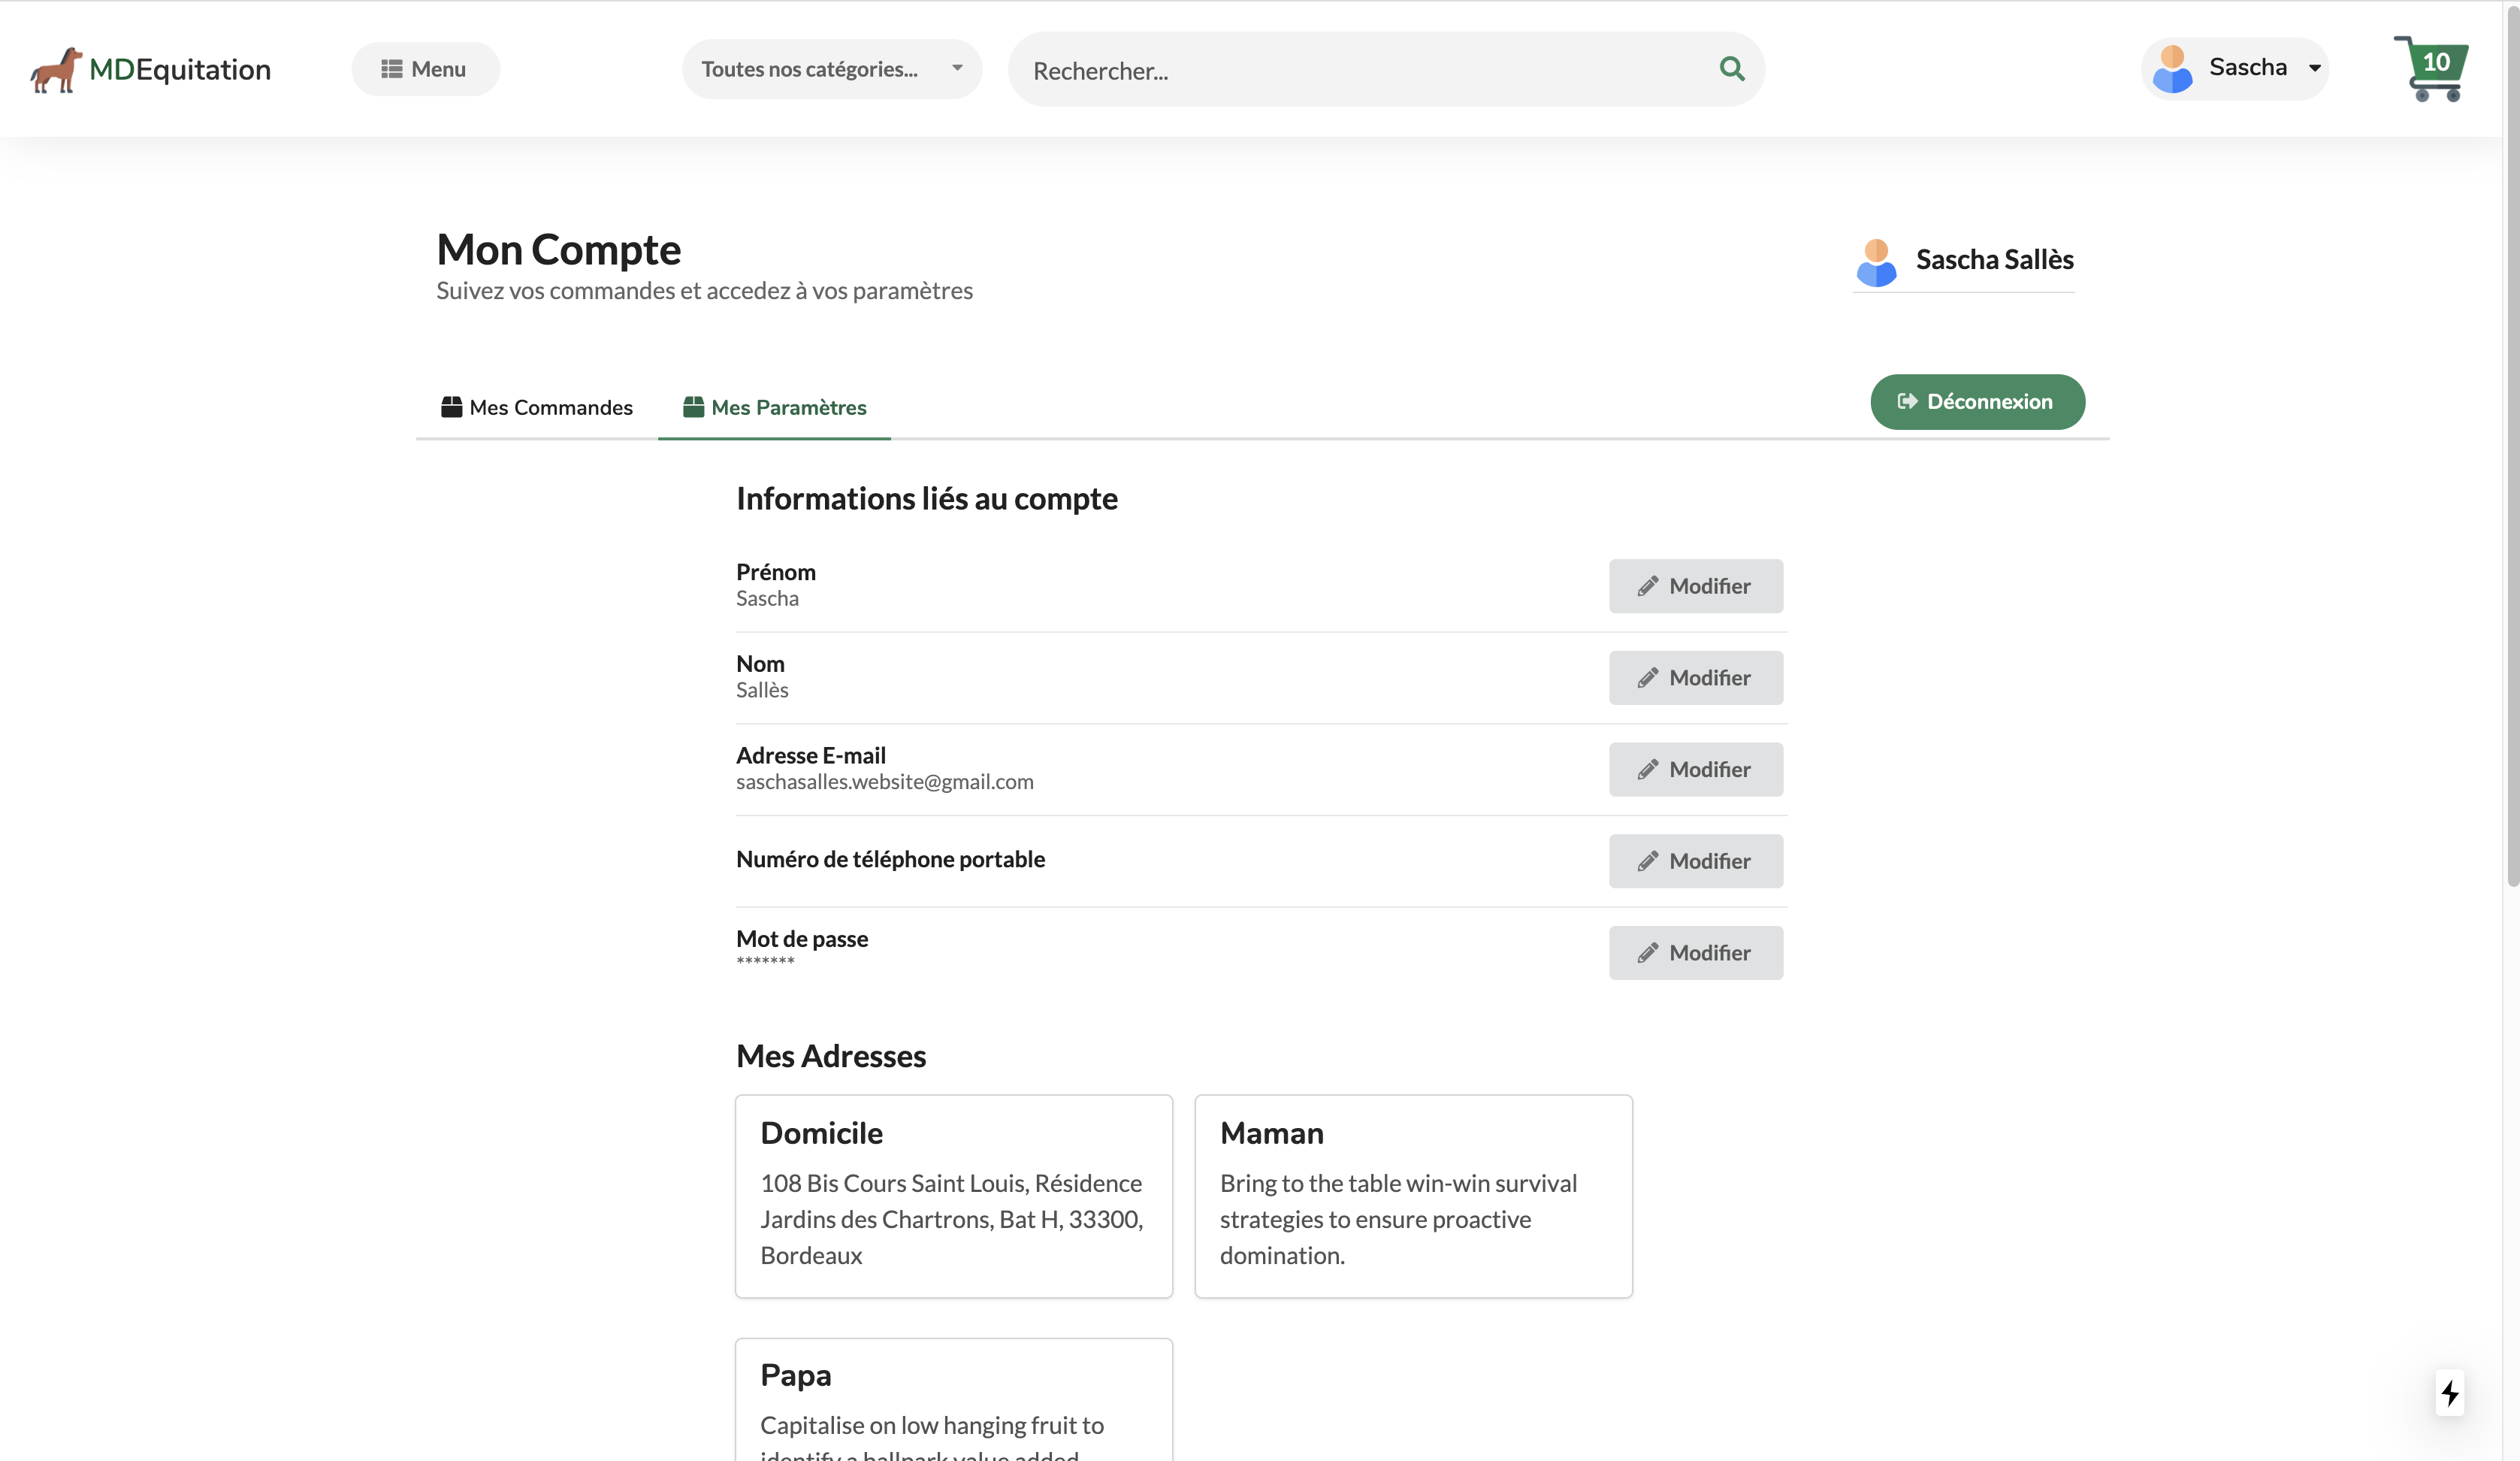 MDEquitation
Menu
Toutes nos catégories...
Rechercher...
Sascha
10
Mon Compte
Suivez vos commandes et accedez à vos paramètres
Sascha Sallès
Mes Commandes
Mes Paramètres
Déconnexion
Informations liés au compte
Prénom
Sascha
Modifier
Nom
Sallès
Modifier
Adresse E-mail
saschasalles.website@gmail.com
Modifier
Numéro de téléphone portable
Modifier
Mot de passe
*******
Modifier
Mes Adresses
Domicile
108 Bis Cours Saint Louis, Résidence
Jardins des Chartrons, Bat H, 33300,
Bordeaux
Maman
Bring to the table win-win survival
strategies to ensure proactive
domination.
Papa
Capitalise on low hanging fruit to
identify a ballpark value added